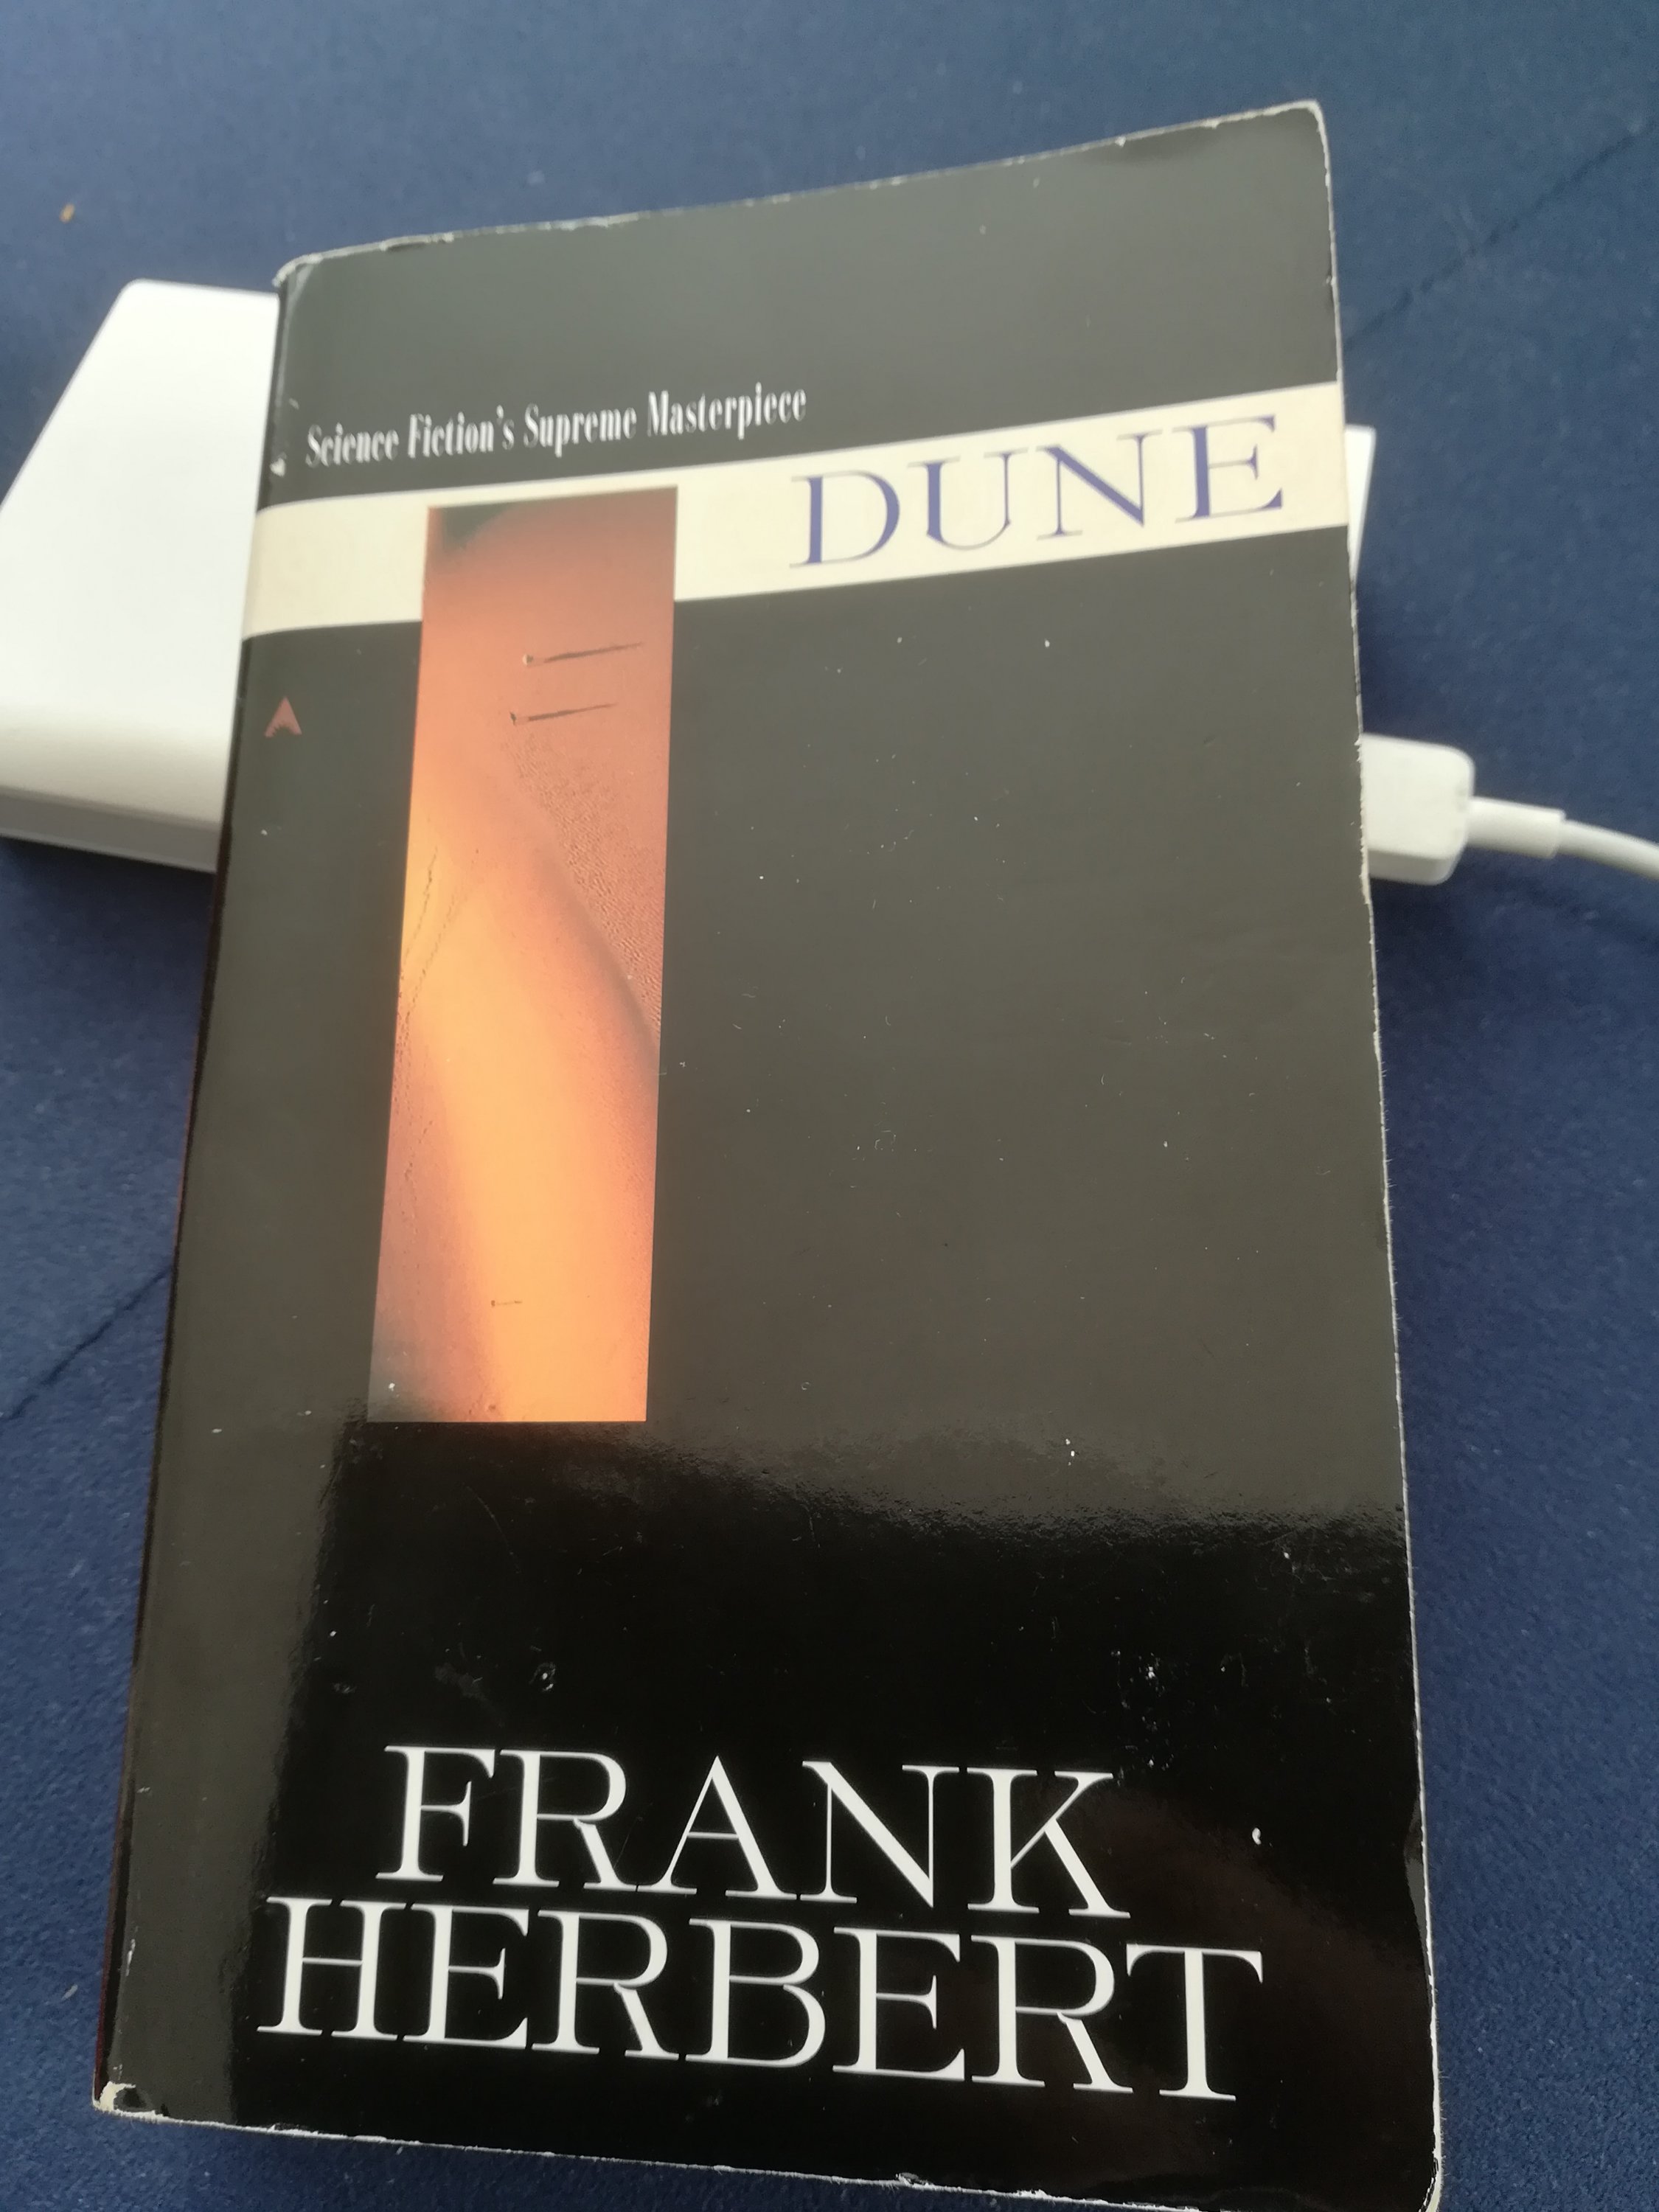 Science Fiction's Supreme Masterpiece
DUNE
FRANK
HERBERT